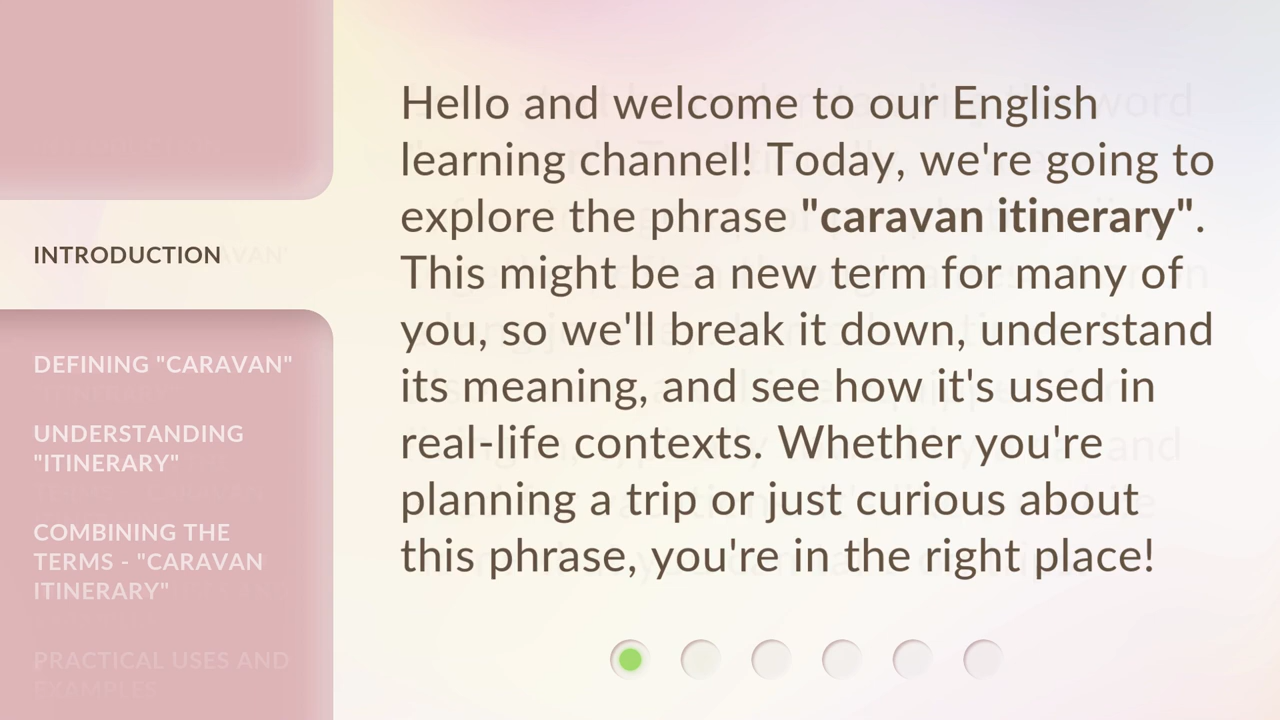 INTRODUCTION
DEFINING "CARAVAN"
UNDERSTANDING
"ITINERARY"
COMBINING THE
TERMS - "CARAVAN
ITINERARY"
PRACTICAL USES AND
EXAMPLES
Hello and welcome to our English
learning channel! Today, we're going to
explore the phrase "caravan itinerary".
This might be a new term for many of
you, so we'll break it down, understand
its meaning, and see how it's used in
real-life contexts. Whether you're
planning a trip or just curious about
this phrase, you're in the right place!